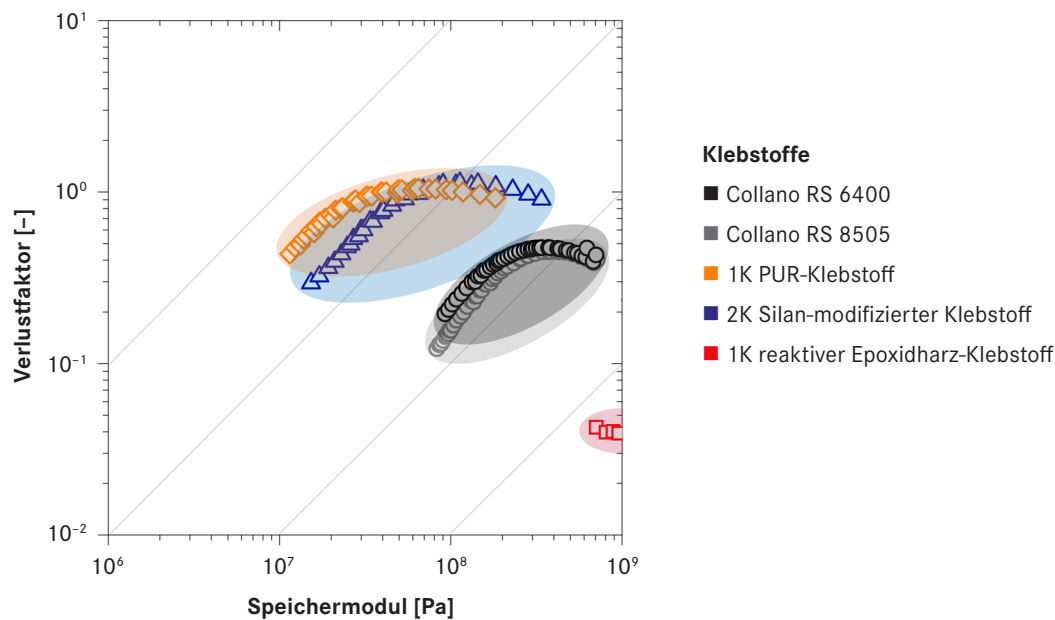 10¹
10⁰
10⁻¹
10⁻²
Verlustfaktor [–]
10⁶
10⁷
10⁸
10⁹
Speichermodul [Pa]
Klebstoffe
Collano RS 6400
Collano RS 8505
1K PUR-Klebstoff
2K Silan-modifizierter Klebstoff
1K reaktiver Epoxidharz-Klebstoff